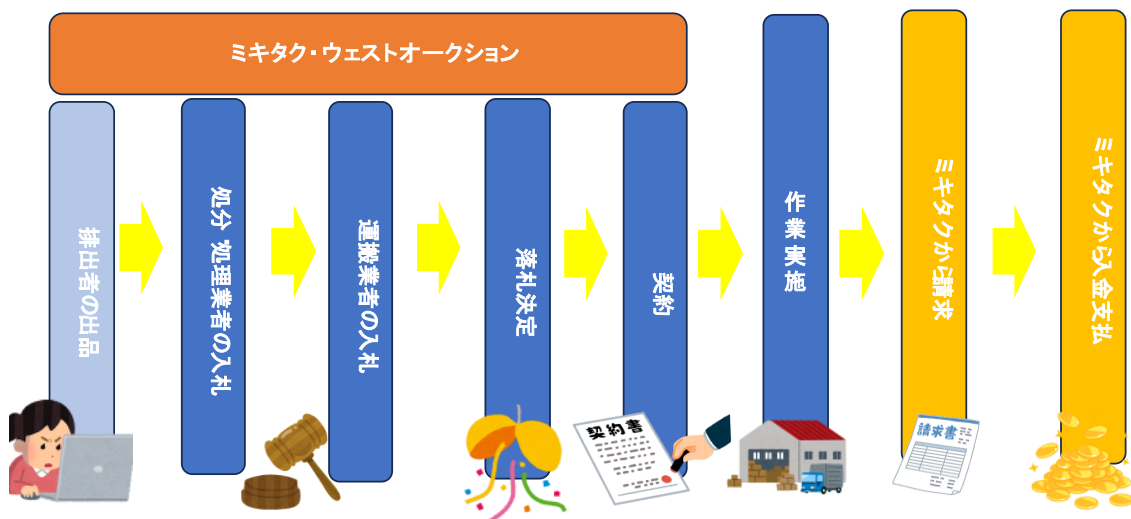 ミキタク・ウェストオークション
排出者の出品
処分 処理業者の入札
運搬業者の入札
落札決定
契約
作業実施
ミキタクから請求
ミキタクから入金支払
契約書
請求書